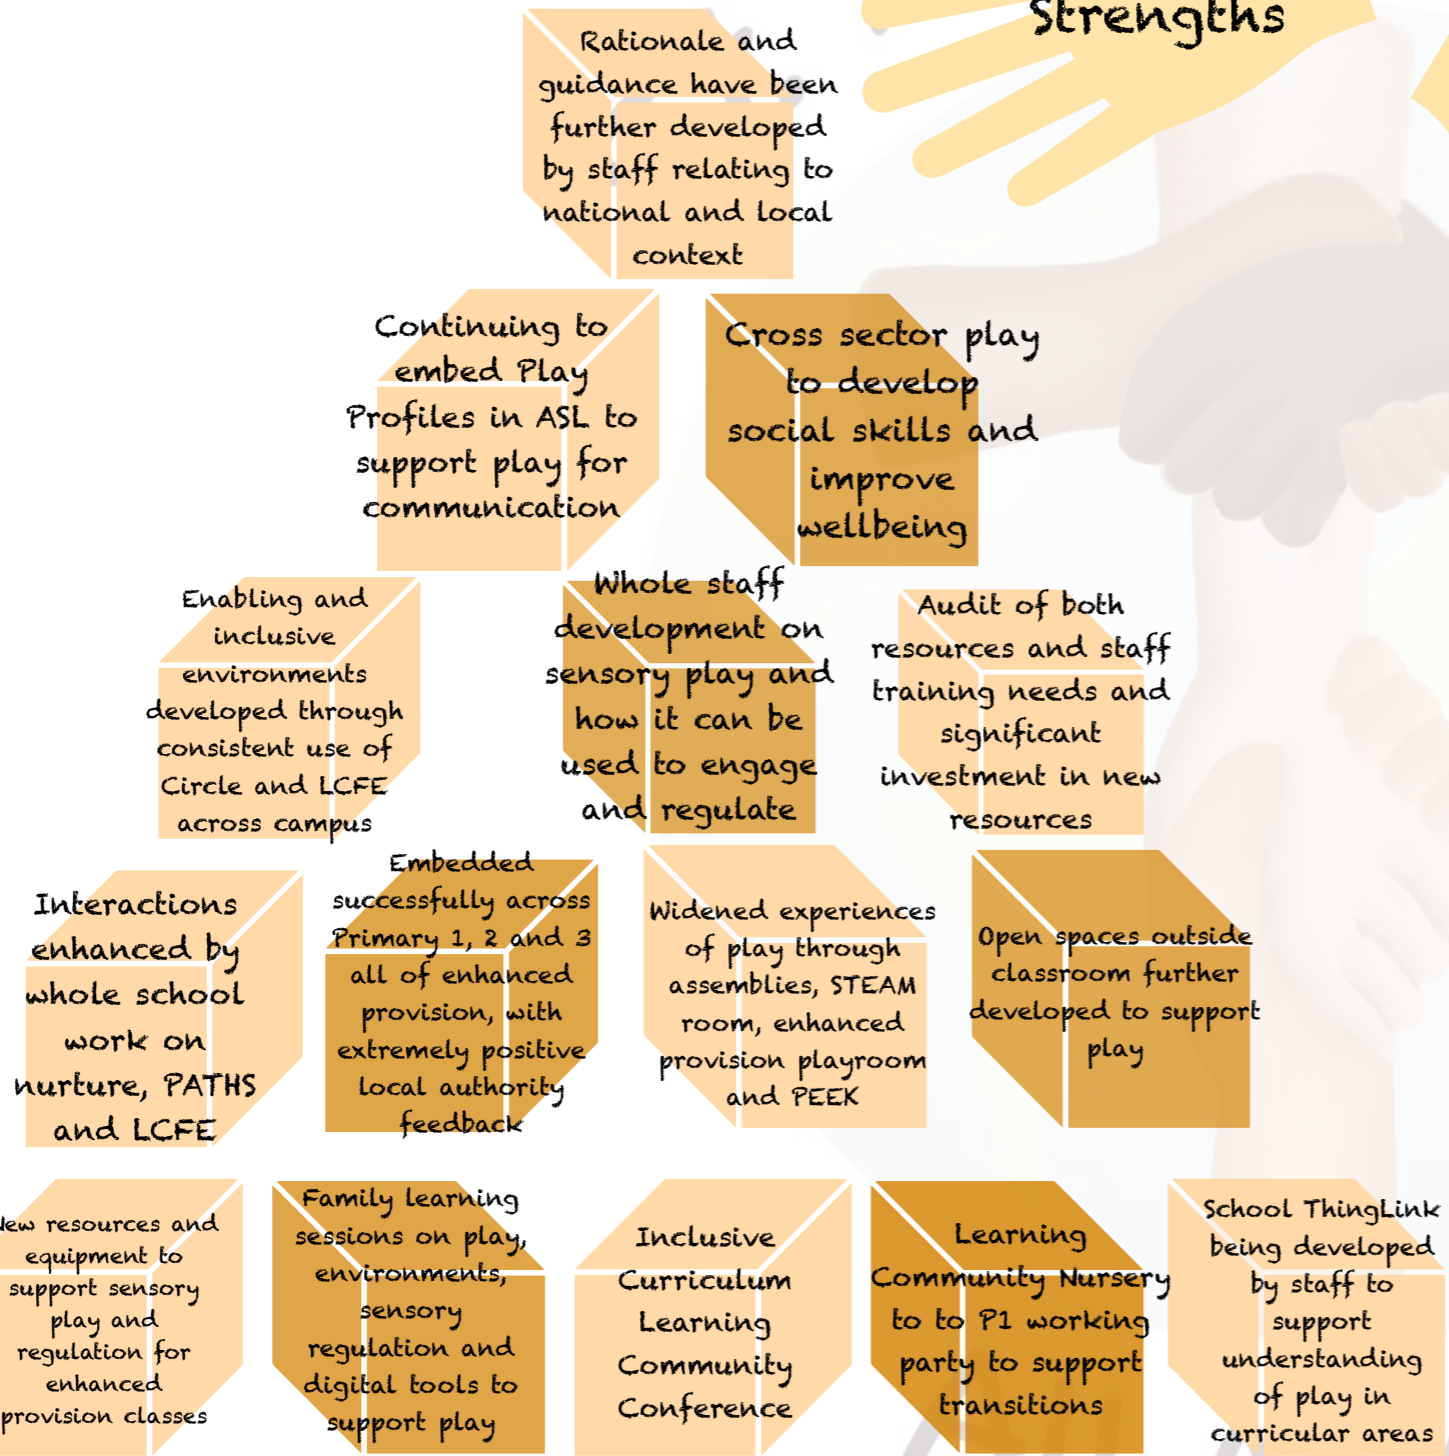 Strengths
Rationale and
guidance have been
further developed
by staff relating to
national and local
context
Continuing to
embed Play
Profiles in ASL to
support play for
communication
Cross sector play
to develop
social skills and
improve
wellbeing
Enabling and
inclusive
environments
developed through
consistent use of
Circle and LCFE
across campus
Whole staff
development on
sensory play and
how it can be
used to engage
and regulate
Audit of both
resources and staff
training needs and
significant
investment in new
resources
Interactions
enhanced by
whole school
work on
nurture, PATHS
and LCFE
Embedded
successfully across
Primary 1, 2 and 3
all of enhanced
provision, with
extremely positive
local authority
feedback
Widened experiences
of play through
assemblies, STEAM
room, enhanced
provision playroom
and PEEK
Open spaces outside
classroom further
developed to support
play
New resources and
equipment to
support sensory
play and
regulation for
enhanced
provision classes
Family learning
sessions on play,
environments,
sensory
regulation and
digital tools to
support play
Inclusive
Curriculum
Learning
Community
Conference
Learning
Community Nursery
to to P1 working
party to support
transitions
School ThingLink
being developed
by staff to
support
understanding
of play in
curricular areas